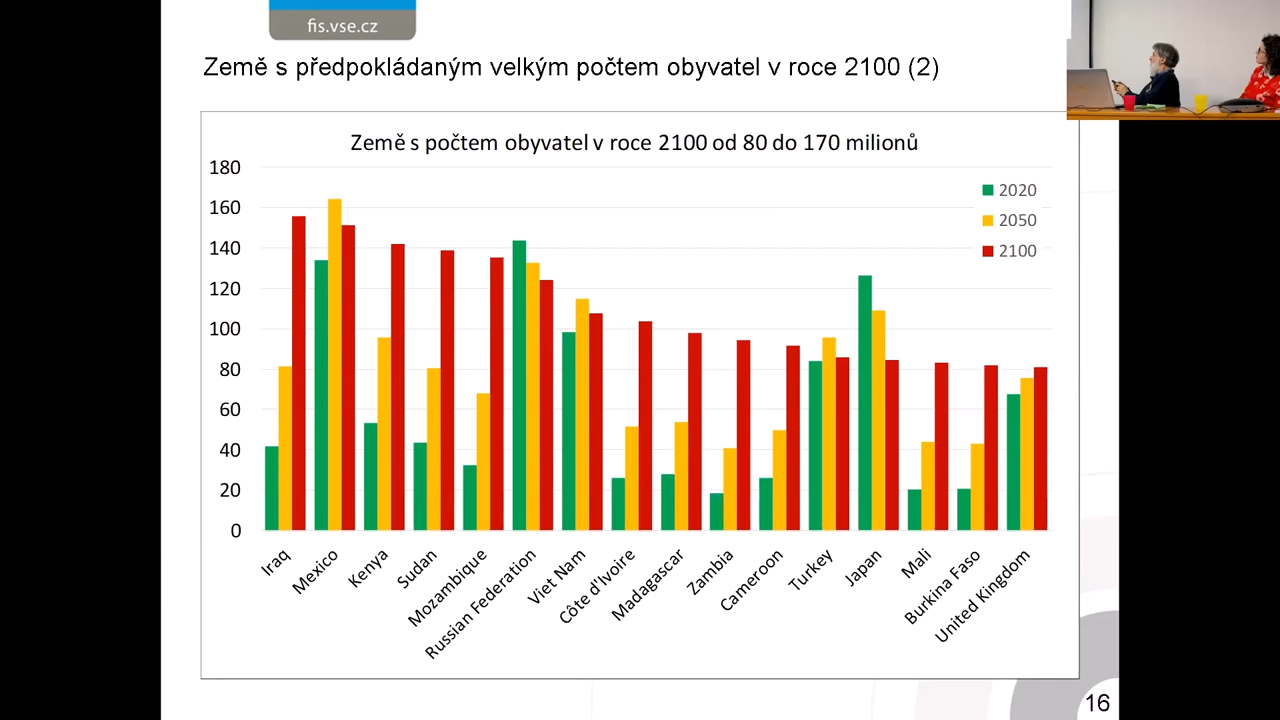 fis.vse.cz
Země s předpokládaným velkým počtem obyvatel v roce 2100 (2)
Země s počtem obyvatel v roce 2100 od 80 do 170 milionů
180
160
140
120
100
80
60
40
20
0
2020
2050
2100
Iraq
Mexico
Kenya
Sudan
Mozambique
Russian Federation
Viet Nam
Côte d'Ivoire
Madagascar
Zambia
Cameroon
Turkey
Japan
Mali
Burkina Faso
United Kingdom
16